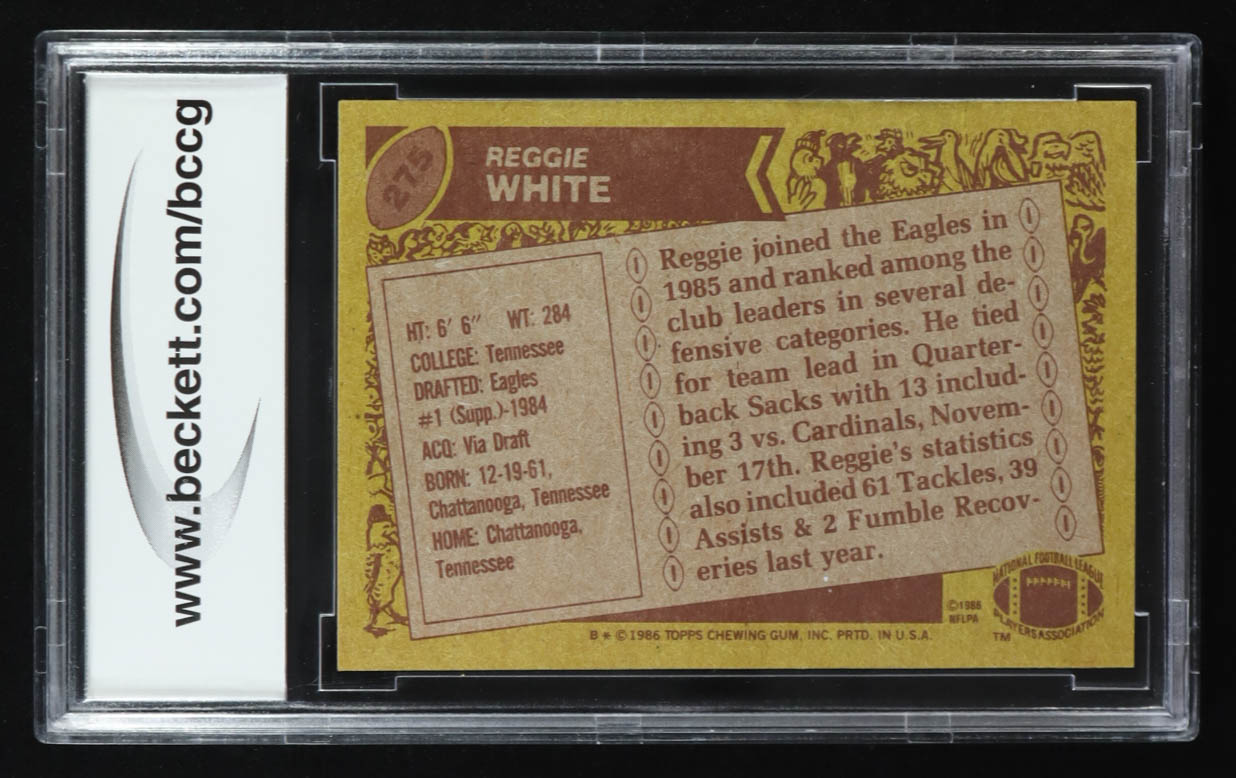 www.beckett.com/bccg
275
REGGIE
WHITE
HT: 6' 6" WT: 284
COLLEGE: Tennessee
DRAFTED: Eagles
#1 (Supp.)-1984
ACQ: Via Draft
BORN: 12-19-61,
Chattanooga, Tennessee
HOME: Chattanooga,
Tennessee
Reggie joined the Eagles in
1985 and ranked among the
club leaders in several de-
fensive categories. He tied
for team lead in Quarter-
back Sacks with 13 includ-
ing 3 vs. Cardinals, Novem-
ber 17th. Reggie's statistics
also included 61 Tackles, 39
Assists & 2 Fumble Recov-
eries last year.
©1986
NFLPA
NATIONAL FOOTBALL LEAGUE
PLAYERS ASSOCIATION
TM
B * © 1986 TOPPS CHEWING GUM, INC. PRTD. IN U.S.A.